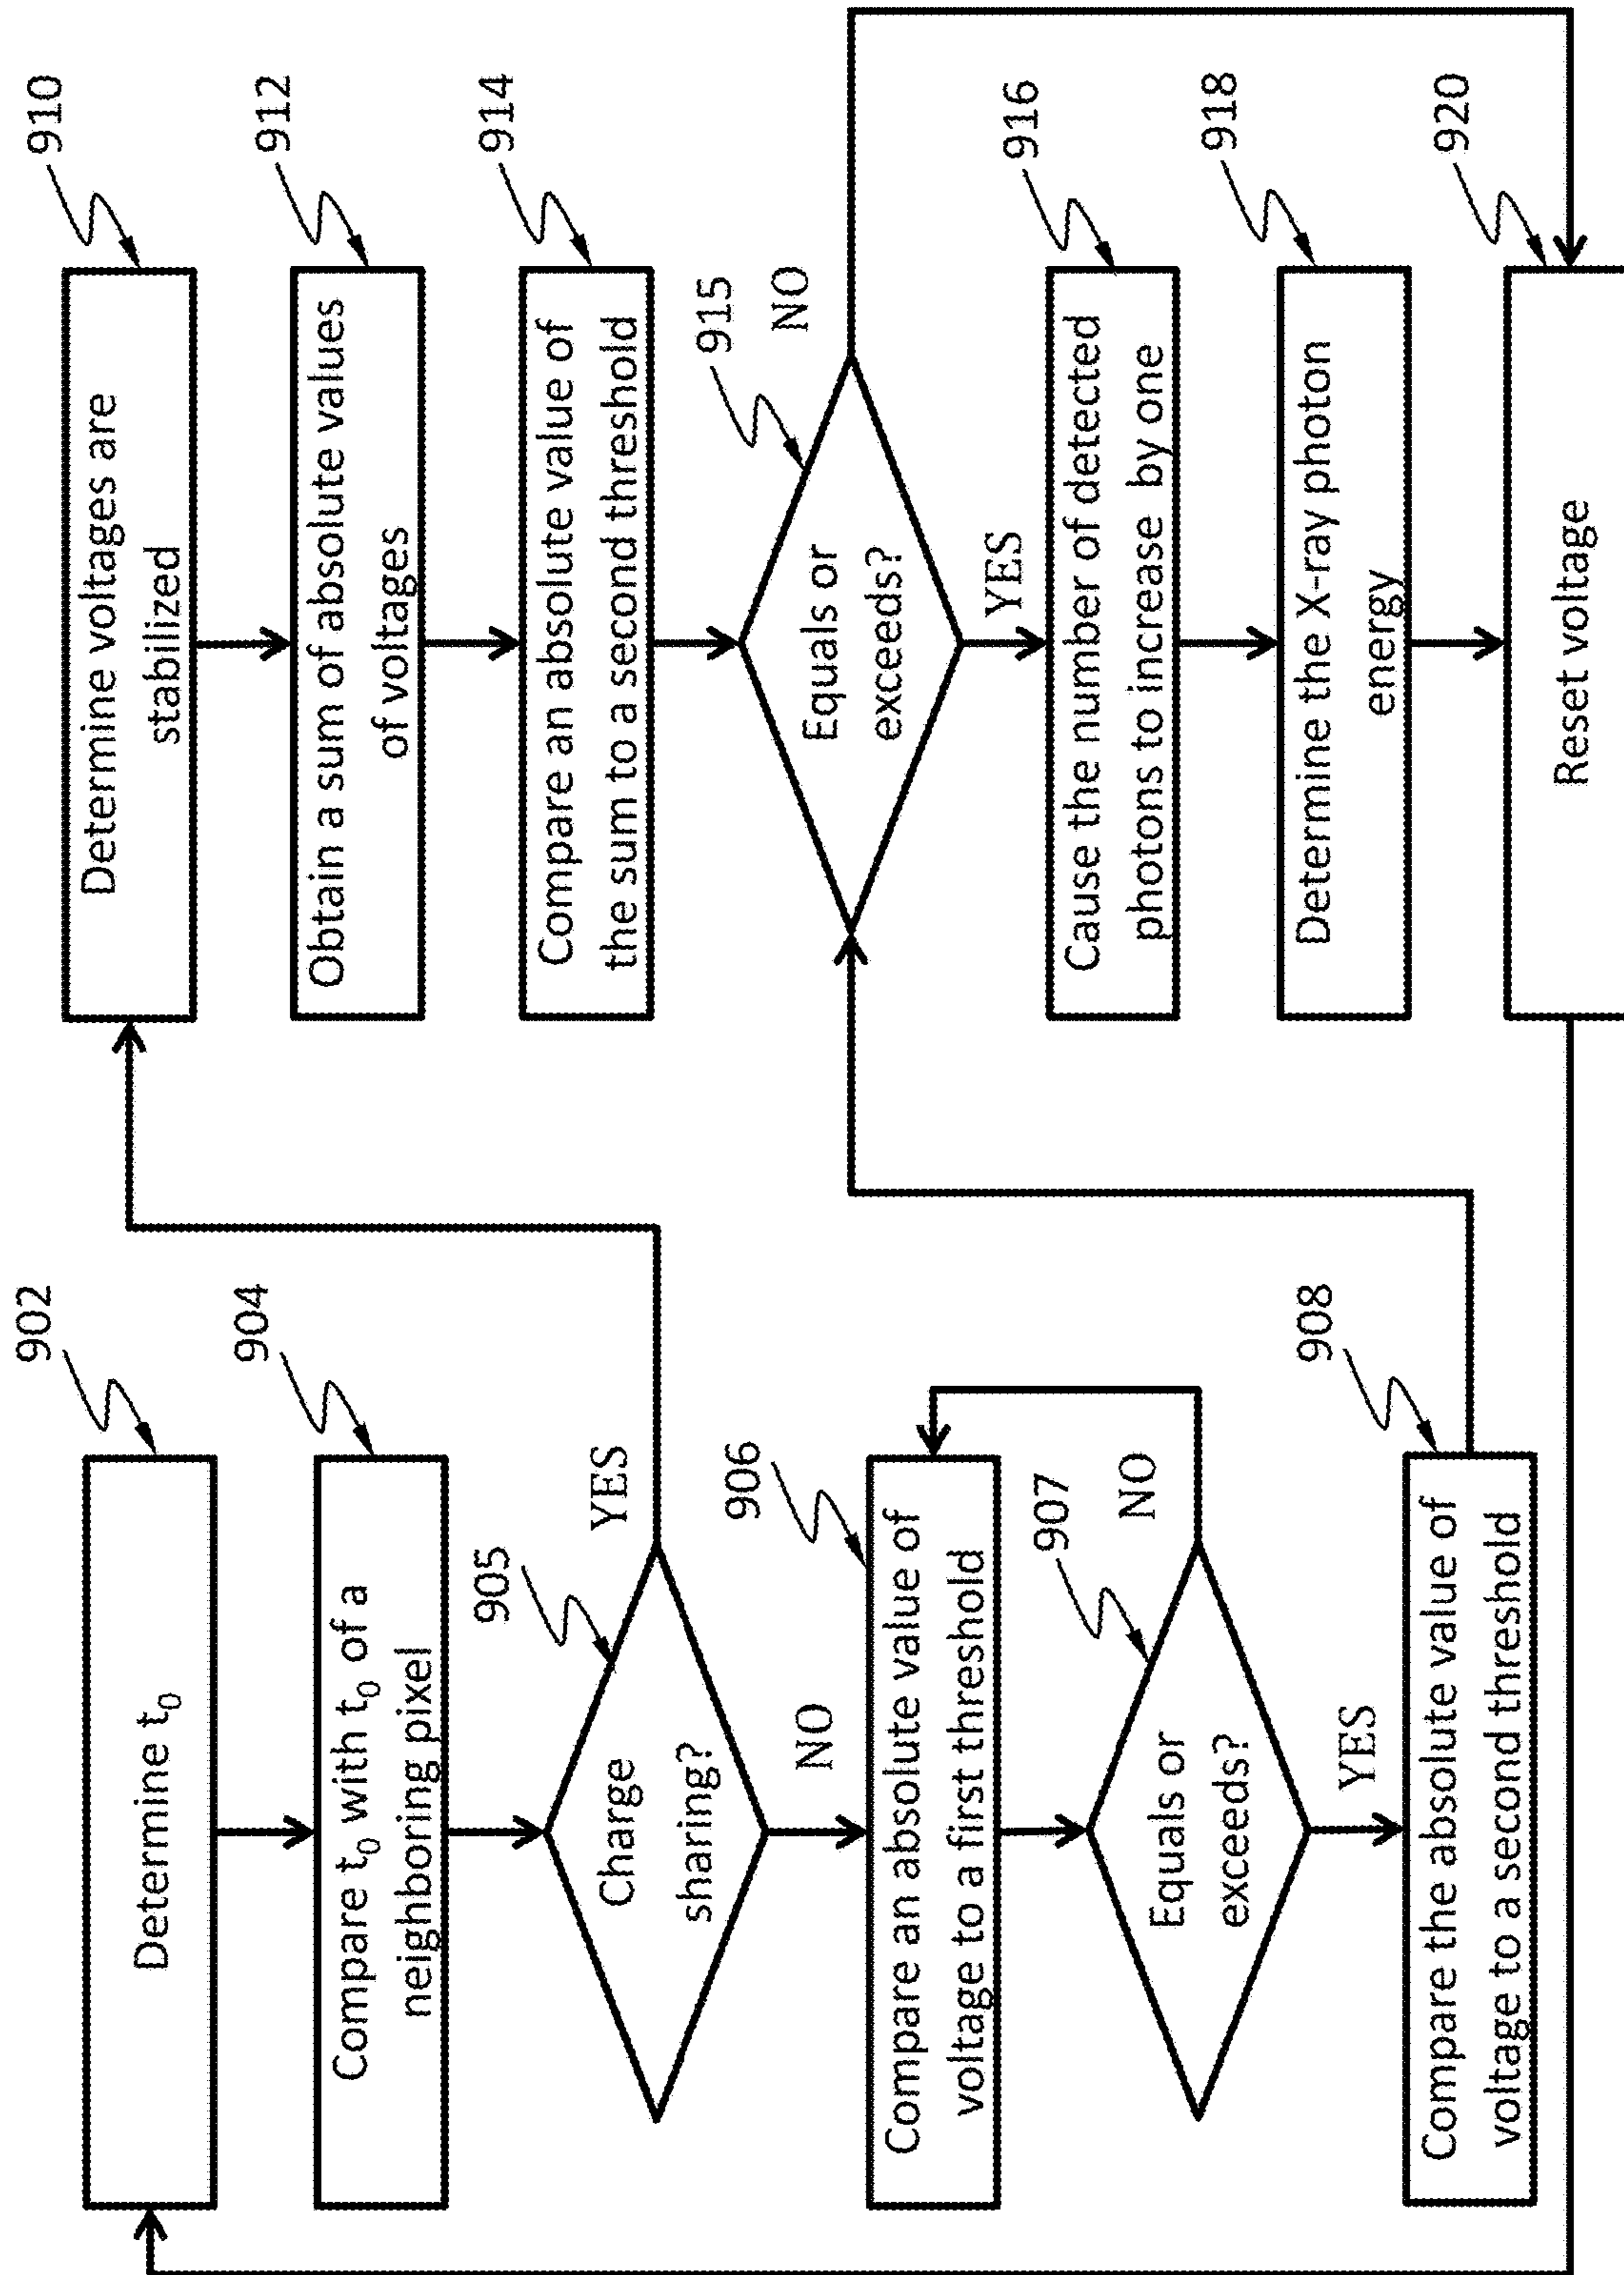 902
Determine t₀
904
Compare t₀ with t₀ of a
neighboring pixel
905
Charge
sharing?
YES
NO
906
Compare an absolute value of
voltage to a first threshold
907
Equals or
exceeds?
NO
YES
908
Compare the absolute value of
voltage to a second threshold
910
Determine voltages are
stabilized
912
Obtain a sum of absolute values
of voltages
914
Compare an absolute value of
the sum to a second threshold
915
Equals or
exceeds?
NO
YES
916
Cause the number of detected
photons to increase by one
918
Determine the X-ray photon
energy
920
Reset voltage